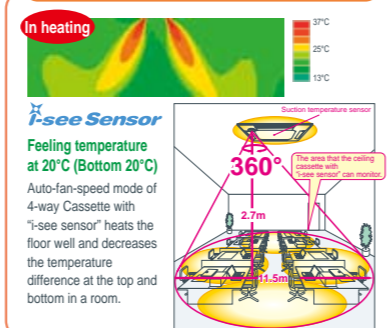 In heating
37°C
25°C
13°C
i-see Sensor
Feeling temperature
at 20°C (Bottom 20°C)
Auto-fan-speed mode of
4-way Cassette with
"i-see sensor" heats the
floor well and decreases
the temperature
difference at the top and
bottom in a room.
Suction temperature sensor
360°
The area that the ceiling
cassette with
"i-see sensor" can monitor.
2.7m
11.5m